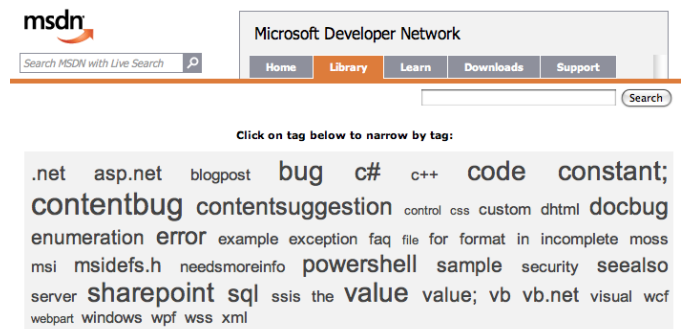 msdn
Microsoft Developer Network
Search MSDN with Live Search
Home Library Learn Downloads Support
Search
Click on tag below to narrow by tag:
.net asp.net blogpost bug c# c++ code constant;
contentbug contentsuggestion control css custom dhtml docbug
enumeration error example exception faq file for format in incomplete moss
msi msidefs.h needsmoreinfo powershell sample security seealso
server sharepoint sql ssis the value value; vb vb.net visual wcf
webpart windows wpf wss xml